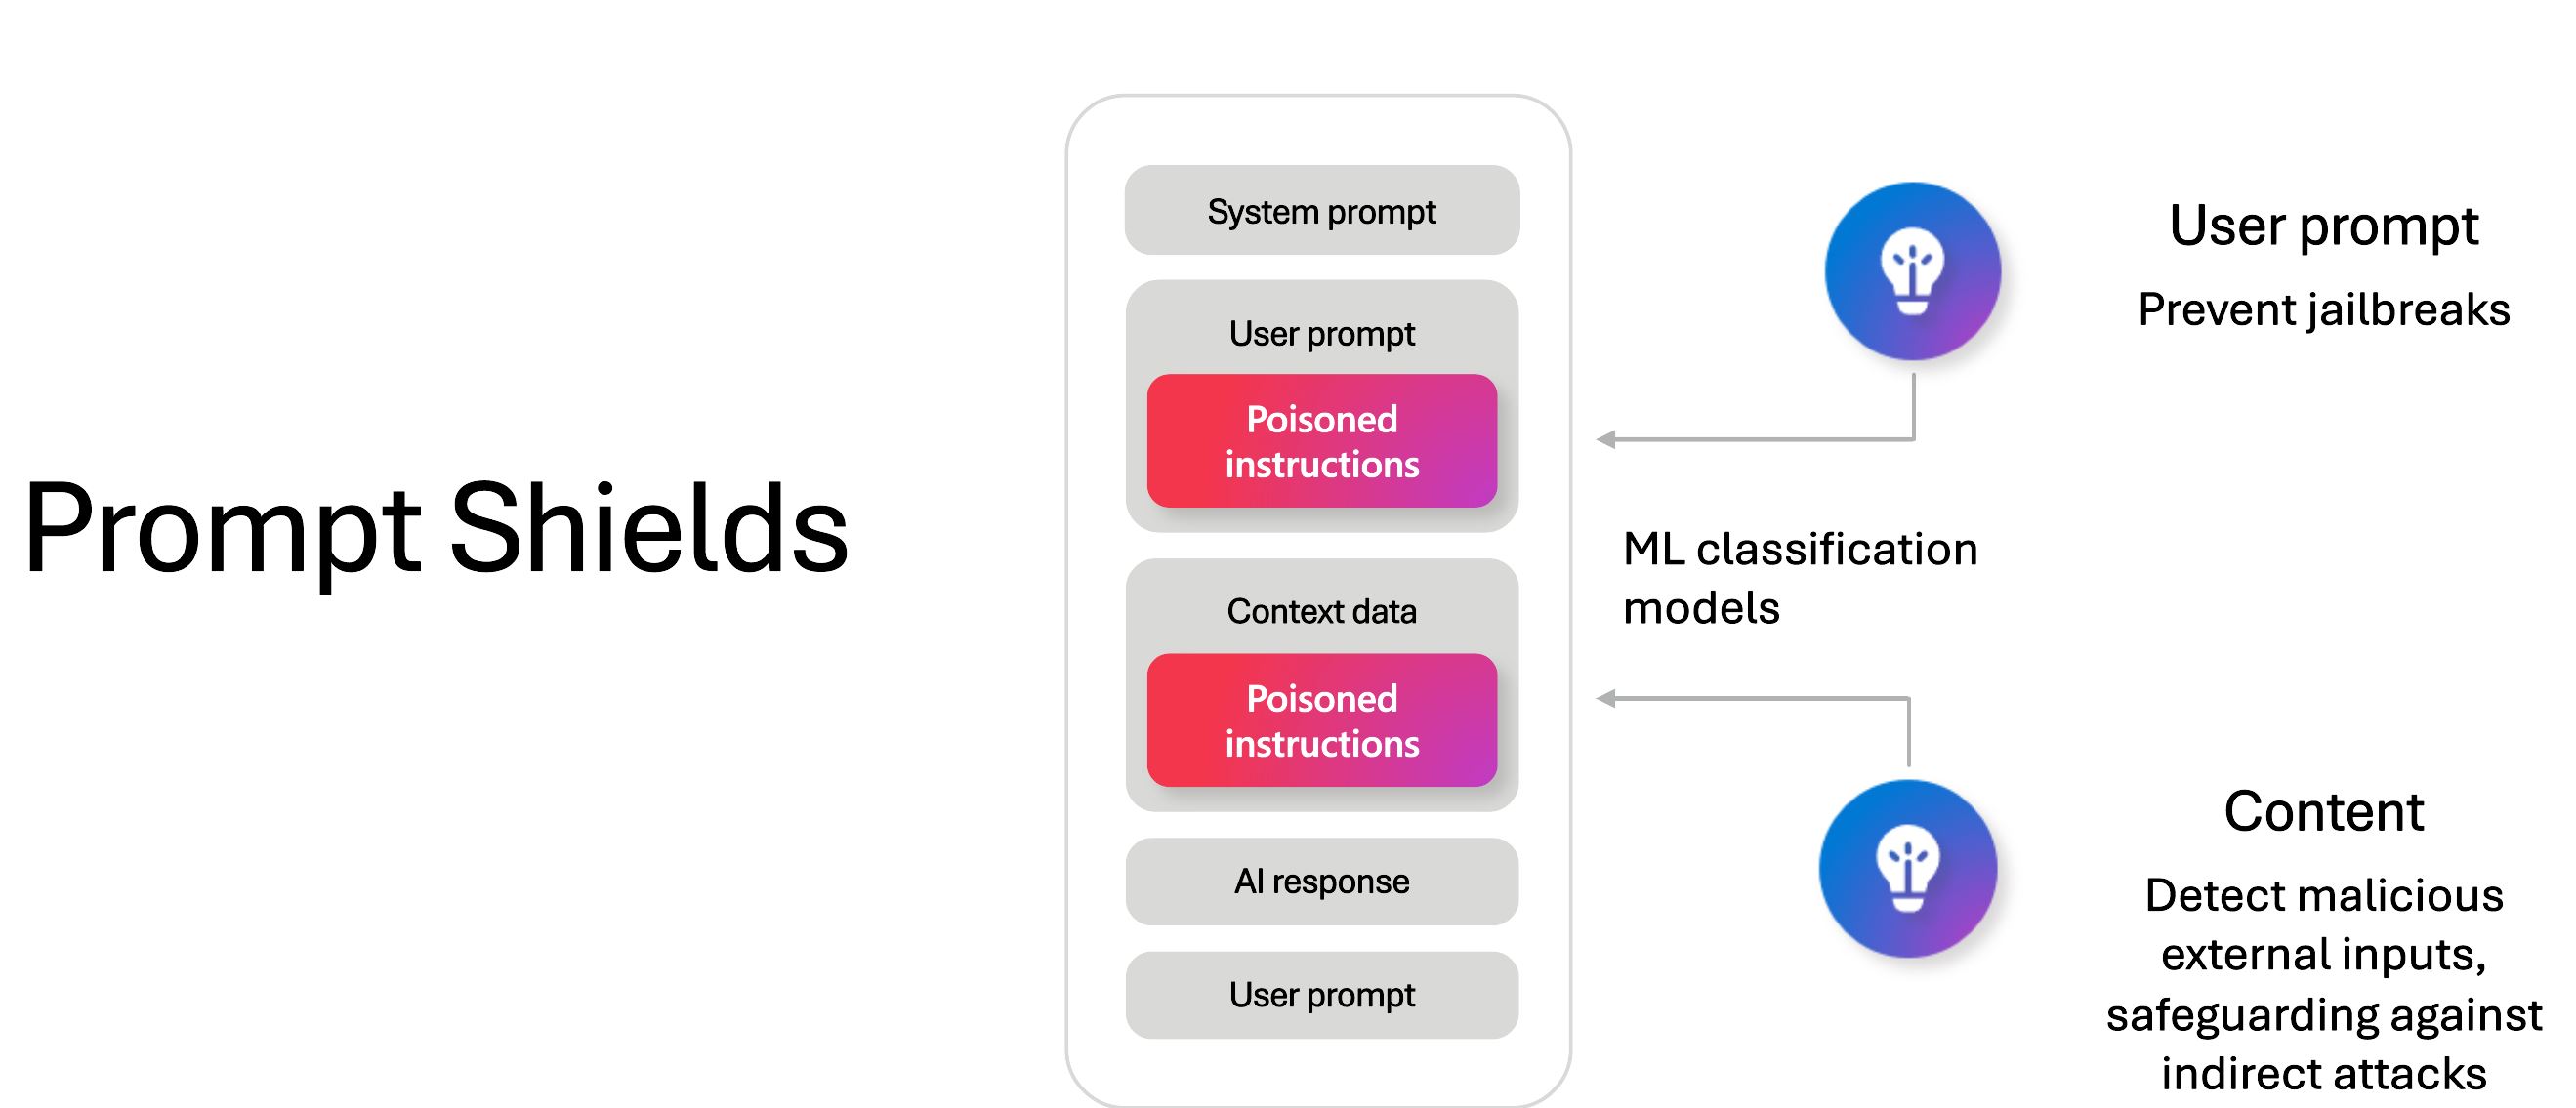 Prompt Shields
System prompt
User prompt
Poisoned
instructions
Context data
Poisoned
instructions
AI response
User prompt
User prompt
Prevent jailbreaks
ML classification
models
Content
Detect malicious
external inputs,
safeguarding against
indirect attacks